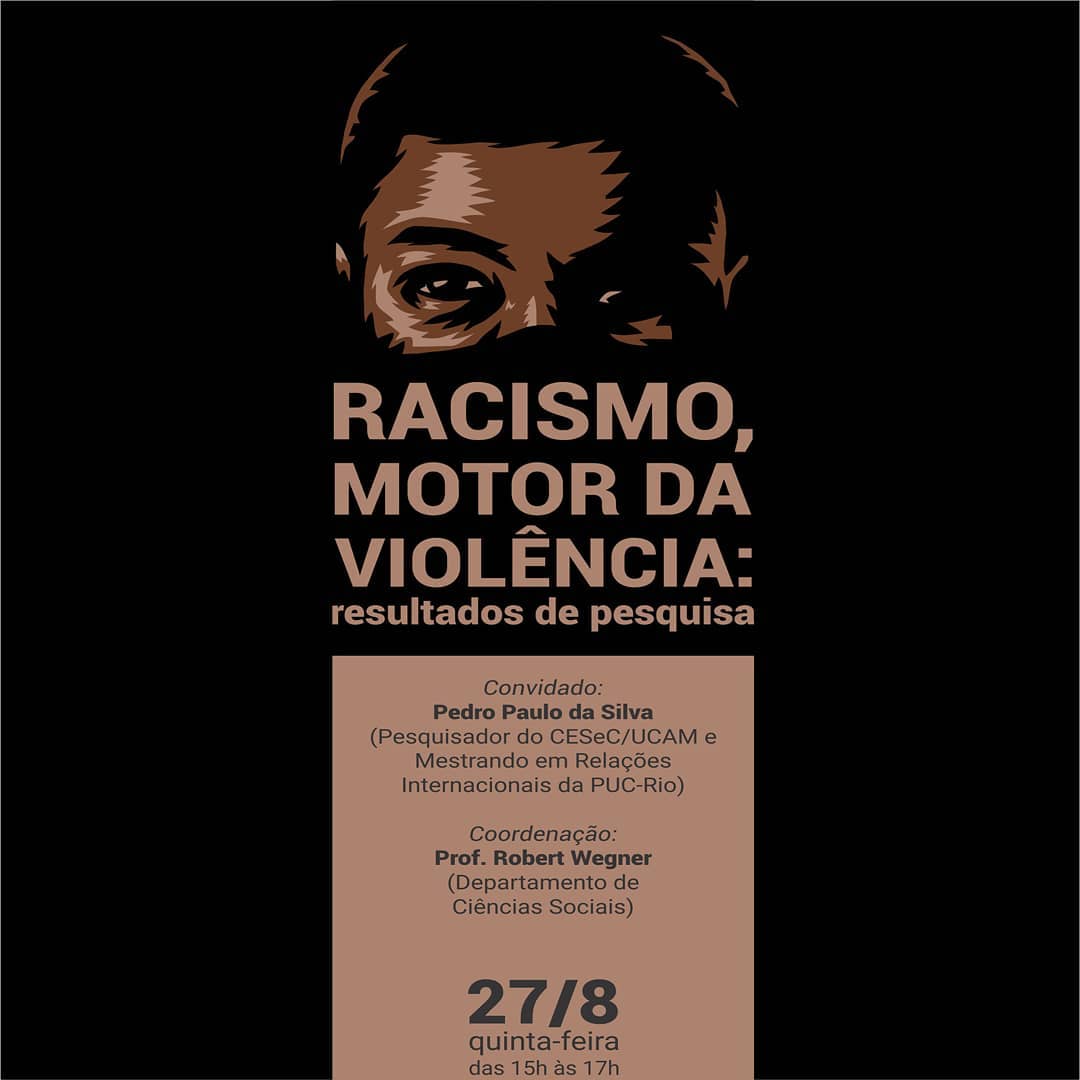 RACISMO,
MOTOR DA
VIOLÊNCIA:
resultados de pesquisa
Convidado:
Pedro Paulo da Silva
(Pesquisador do CESeC/UCAM e
Mestrando em Relações
Internacionais da PUC-Rio)
Coordenação:
Prof. Robert Wegner
(Departamento de
Ciências Sociais)
27/8
quinta-feira
das 15h às 17h